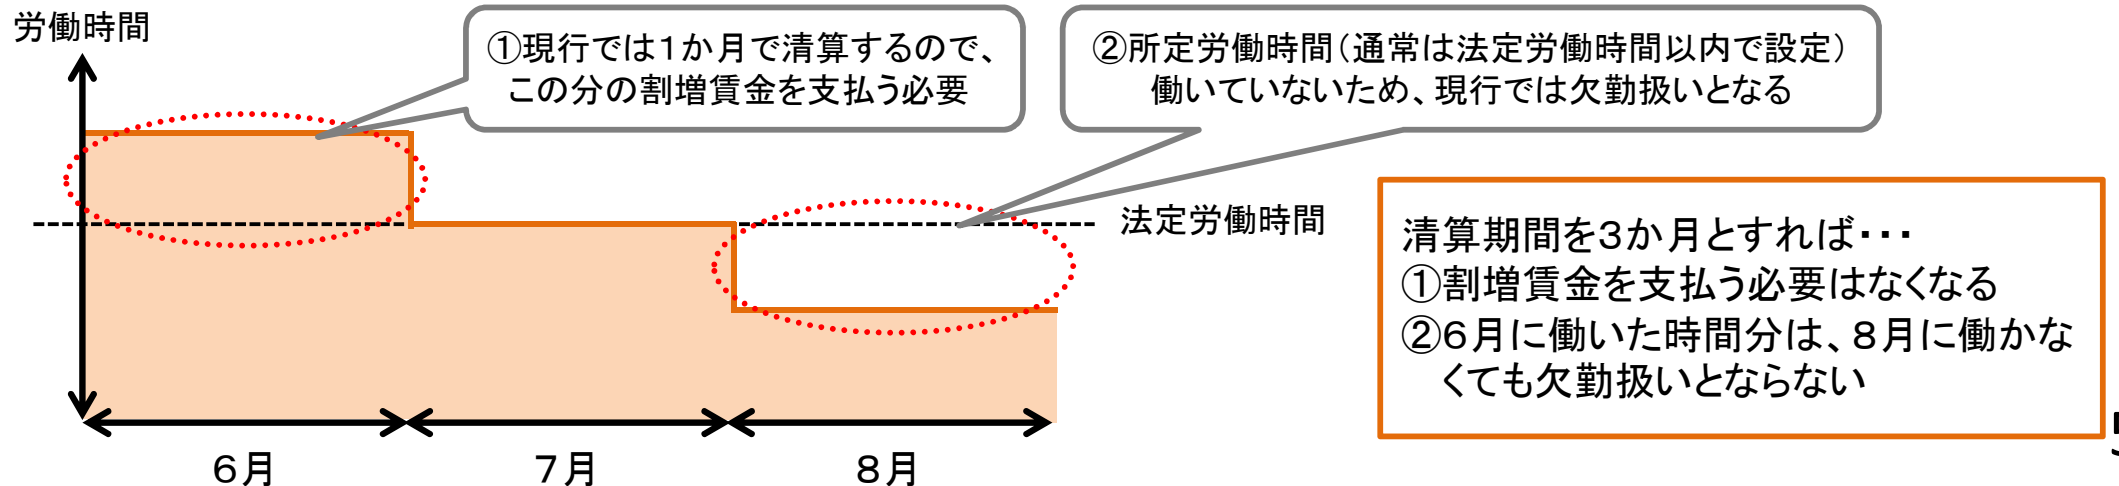 労働時間
①現行では１か月で清算するので、
この分の割増賃金を支払う必要
②所定労働時間（通常は法定労働時間以内で設定）
働いていないため、現行では欠勤扱いとなる
法定労働時間
清算期間を３か月とすれば・・・
①割増賃金を支払う必要はなくなる
②６月に働いた時間分は、８月に働かな
くても欠勤扱いとならない
６月
７月
８月